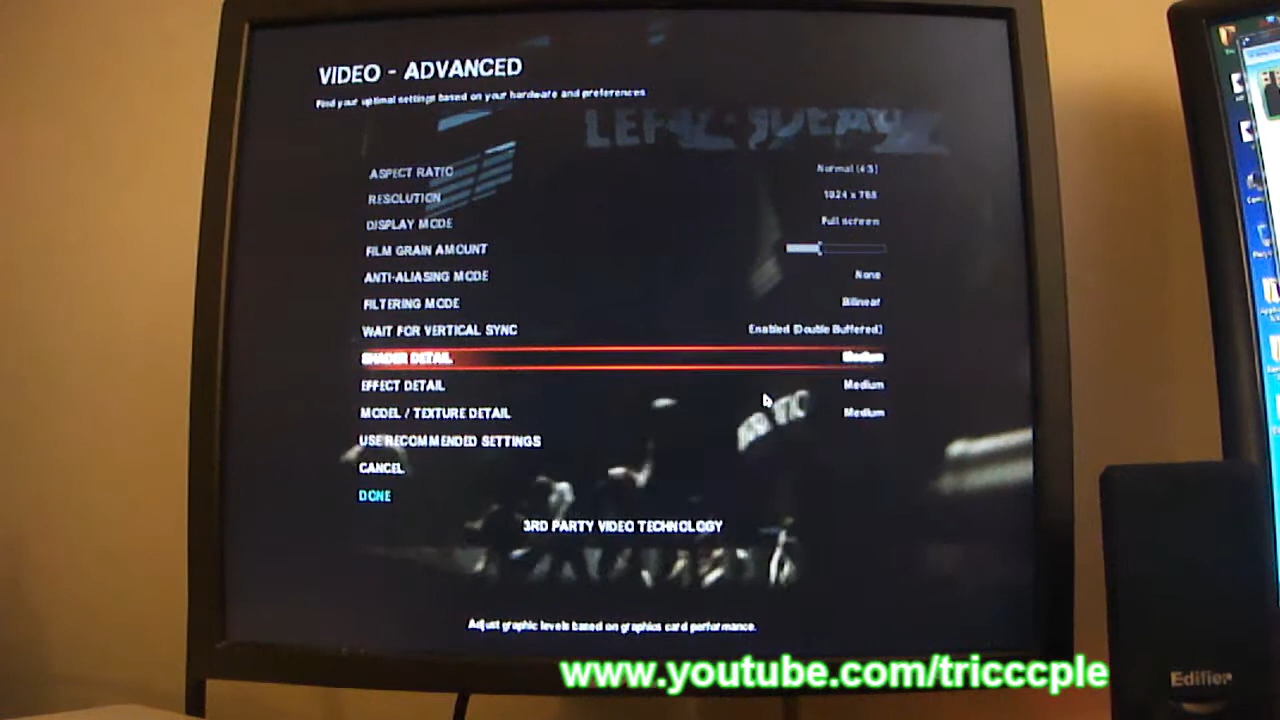 VIDEO - ADVANCED
Find your optimal settings based on your hardware and preferences
ASPECT RATIO Normal (4:3)
RESOLUTION 1024 x 768
DISPLAY MODE Full screen
FILM GRAIN AMOUNT
ANTI-ALIASING MODE None
FILTERING MODE Bilinear
WAIT FOR VERTICAL SYNC Enabled (Double Buffered)
SHADER DETAIL Medium
EFFECT DETAIL Medium
MODEL / TEXTURE DETAIL Medium
USE RECOMMENDED SETTINGS
CANCEL
DONE
3RD PARTY VIDEO TECHNOLOGY
Adjust graphic levels based on graphics card performance.
www.youtube.com/tricccple
Edifier